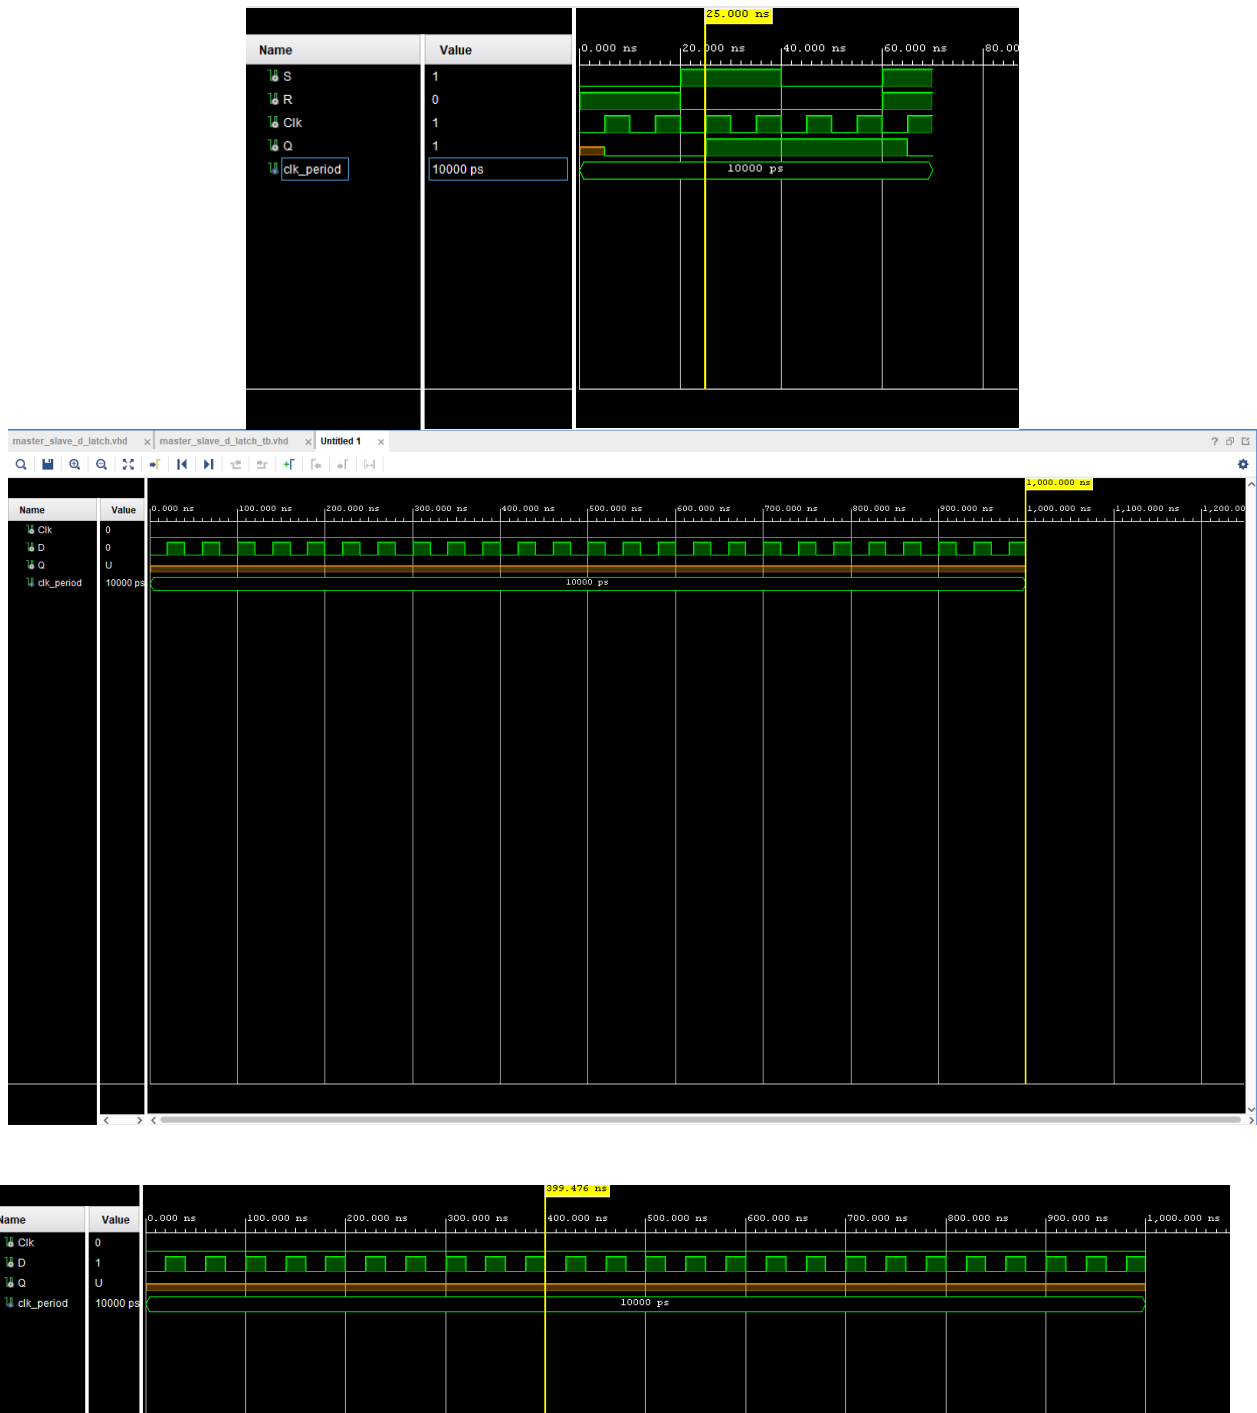 25.000 ns
Name Value
0.000 ns 20.000 ns 40.000 ns 60.000 ns 80.00
S 1
R 0
Clk 1
Q 1
clk_period 10000 ps 10000 ps
master_slave_d_latch.vhd × master_slave_d_latch_tb.vhd × Untitled 1 ×
1,000.000 ns
Name Value
0.000 ns 100.000 ns 200.000 ns 300.000 ns 400.000 ns 500.000 ns 600.000 ns 700.000 ns 800.000 ns 900.000 ns 1,000.000 ns 1,100.000 ns 1,200.00
Clk 0
D 0
Q U
clk_period 10000 ps 10000 ps
399.476 ns
Name Value
0.000 ns 100.000 ns 200.000 ns 300.000 ns 400.000 ns 500.000 ns 600.000 ns 700.000 ns 800.000 ns 900.000 ns 1,000.000 ns
Clk 0
D 1
Q U
clk_period 10000 ps 10000 ps